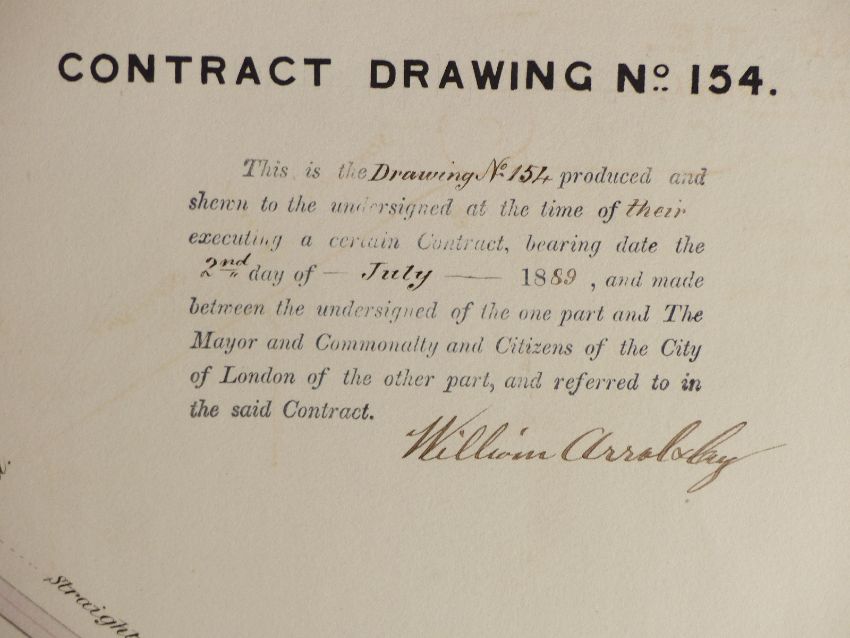 CONTRACT DRAWING No. 154.
This is the Drawing No. 154 produced and
shewn to the undersigned at the time of their
executing a certain Contract, bearing date the
2nd day of — July — 1889, and made
between the undersigned of the one part and The
Mayor and Commonalty and Citizens of the City
of London of the other part, and referred to in
the said Contract.
William Arrol & Coy
Straight